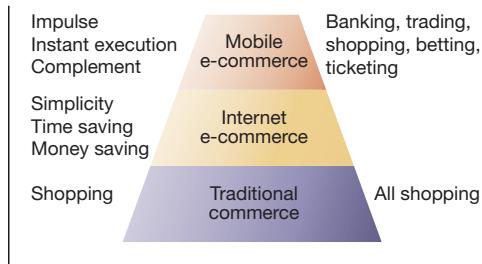 Impulse
Instant execution
Complement
Mobile
e-commerce
Banking, trading,
shopping, betting,
ticketing
Simplicity
Time saving
Money saving
Internet
e-commerce
Shopping
Traditional
commerce
All shopping